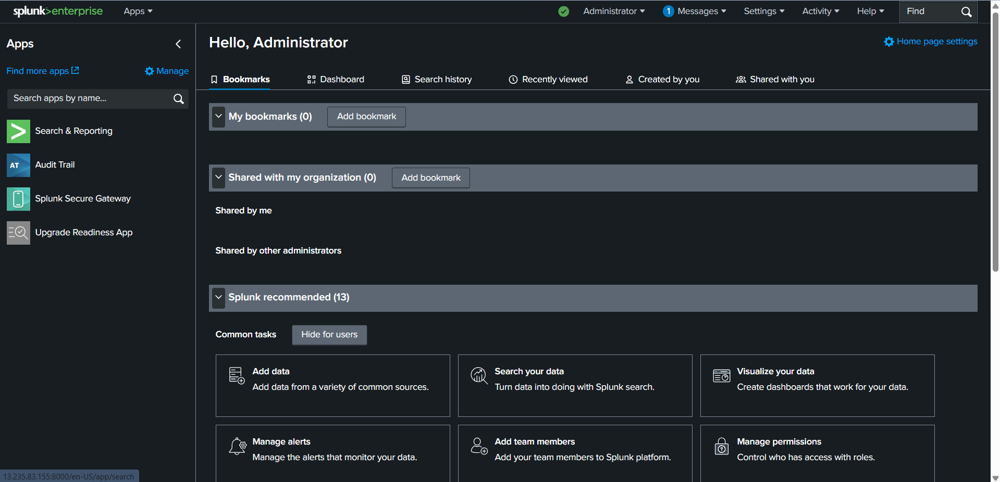 splunk>enterprise Apps Administrator 1 Messages Settings Activity Help Find
Apps
Find more apps Manage
Search apps by name...
Search & Reporting
AT Audit Trail
Splunk Secure Gateway
Upgrade Readiness App
Hello, Administrator
Home page settings
Bookmarks Dashboard Search history Recently viewed Created by you Shared with you
My bookmarks (0) Add bookmark
Shared with my organization (0) Add bookmark
Shared by me
Shared by other administrators
Splunk recommended (13)
Common tasks Hide for users
Add data
Add data from a variety of common sources.
Search your data
Turn data into doing with Splunk search.
Visualize your data
Create dashboards that work for your data.
Manage alerts
Manage the alerts that monitor your data.
Add team members
Add your team members to Splunk platform.
Manage permissions
Control who has access with roles.
13.235.83.155:8000/en-US/app/search